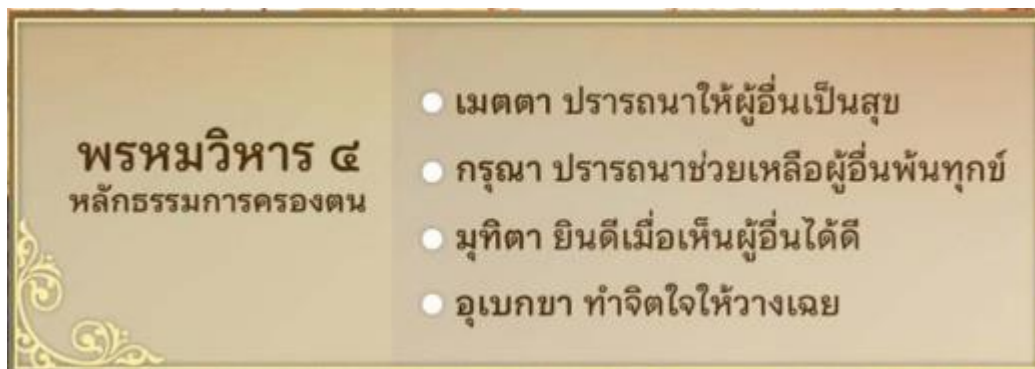 พรหมวิหาร ๔
หลักธรรมการครองตน
เมตตา ปรารถนาให้ผู้อื่นเป็นสุข
กรุณา ปรารถนาช่วยเหลือผู้อื่นพ้นทุกข์
มุทิตา ยินดีเมื่อเห็นผู้อื่นได้ดี
อุเบกขา ทำจิตใจให้วางเฉย